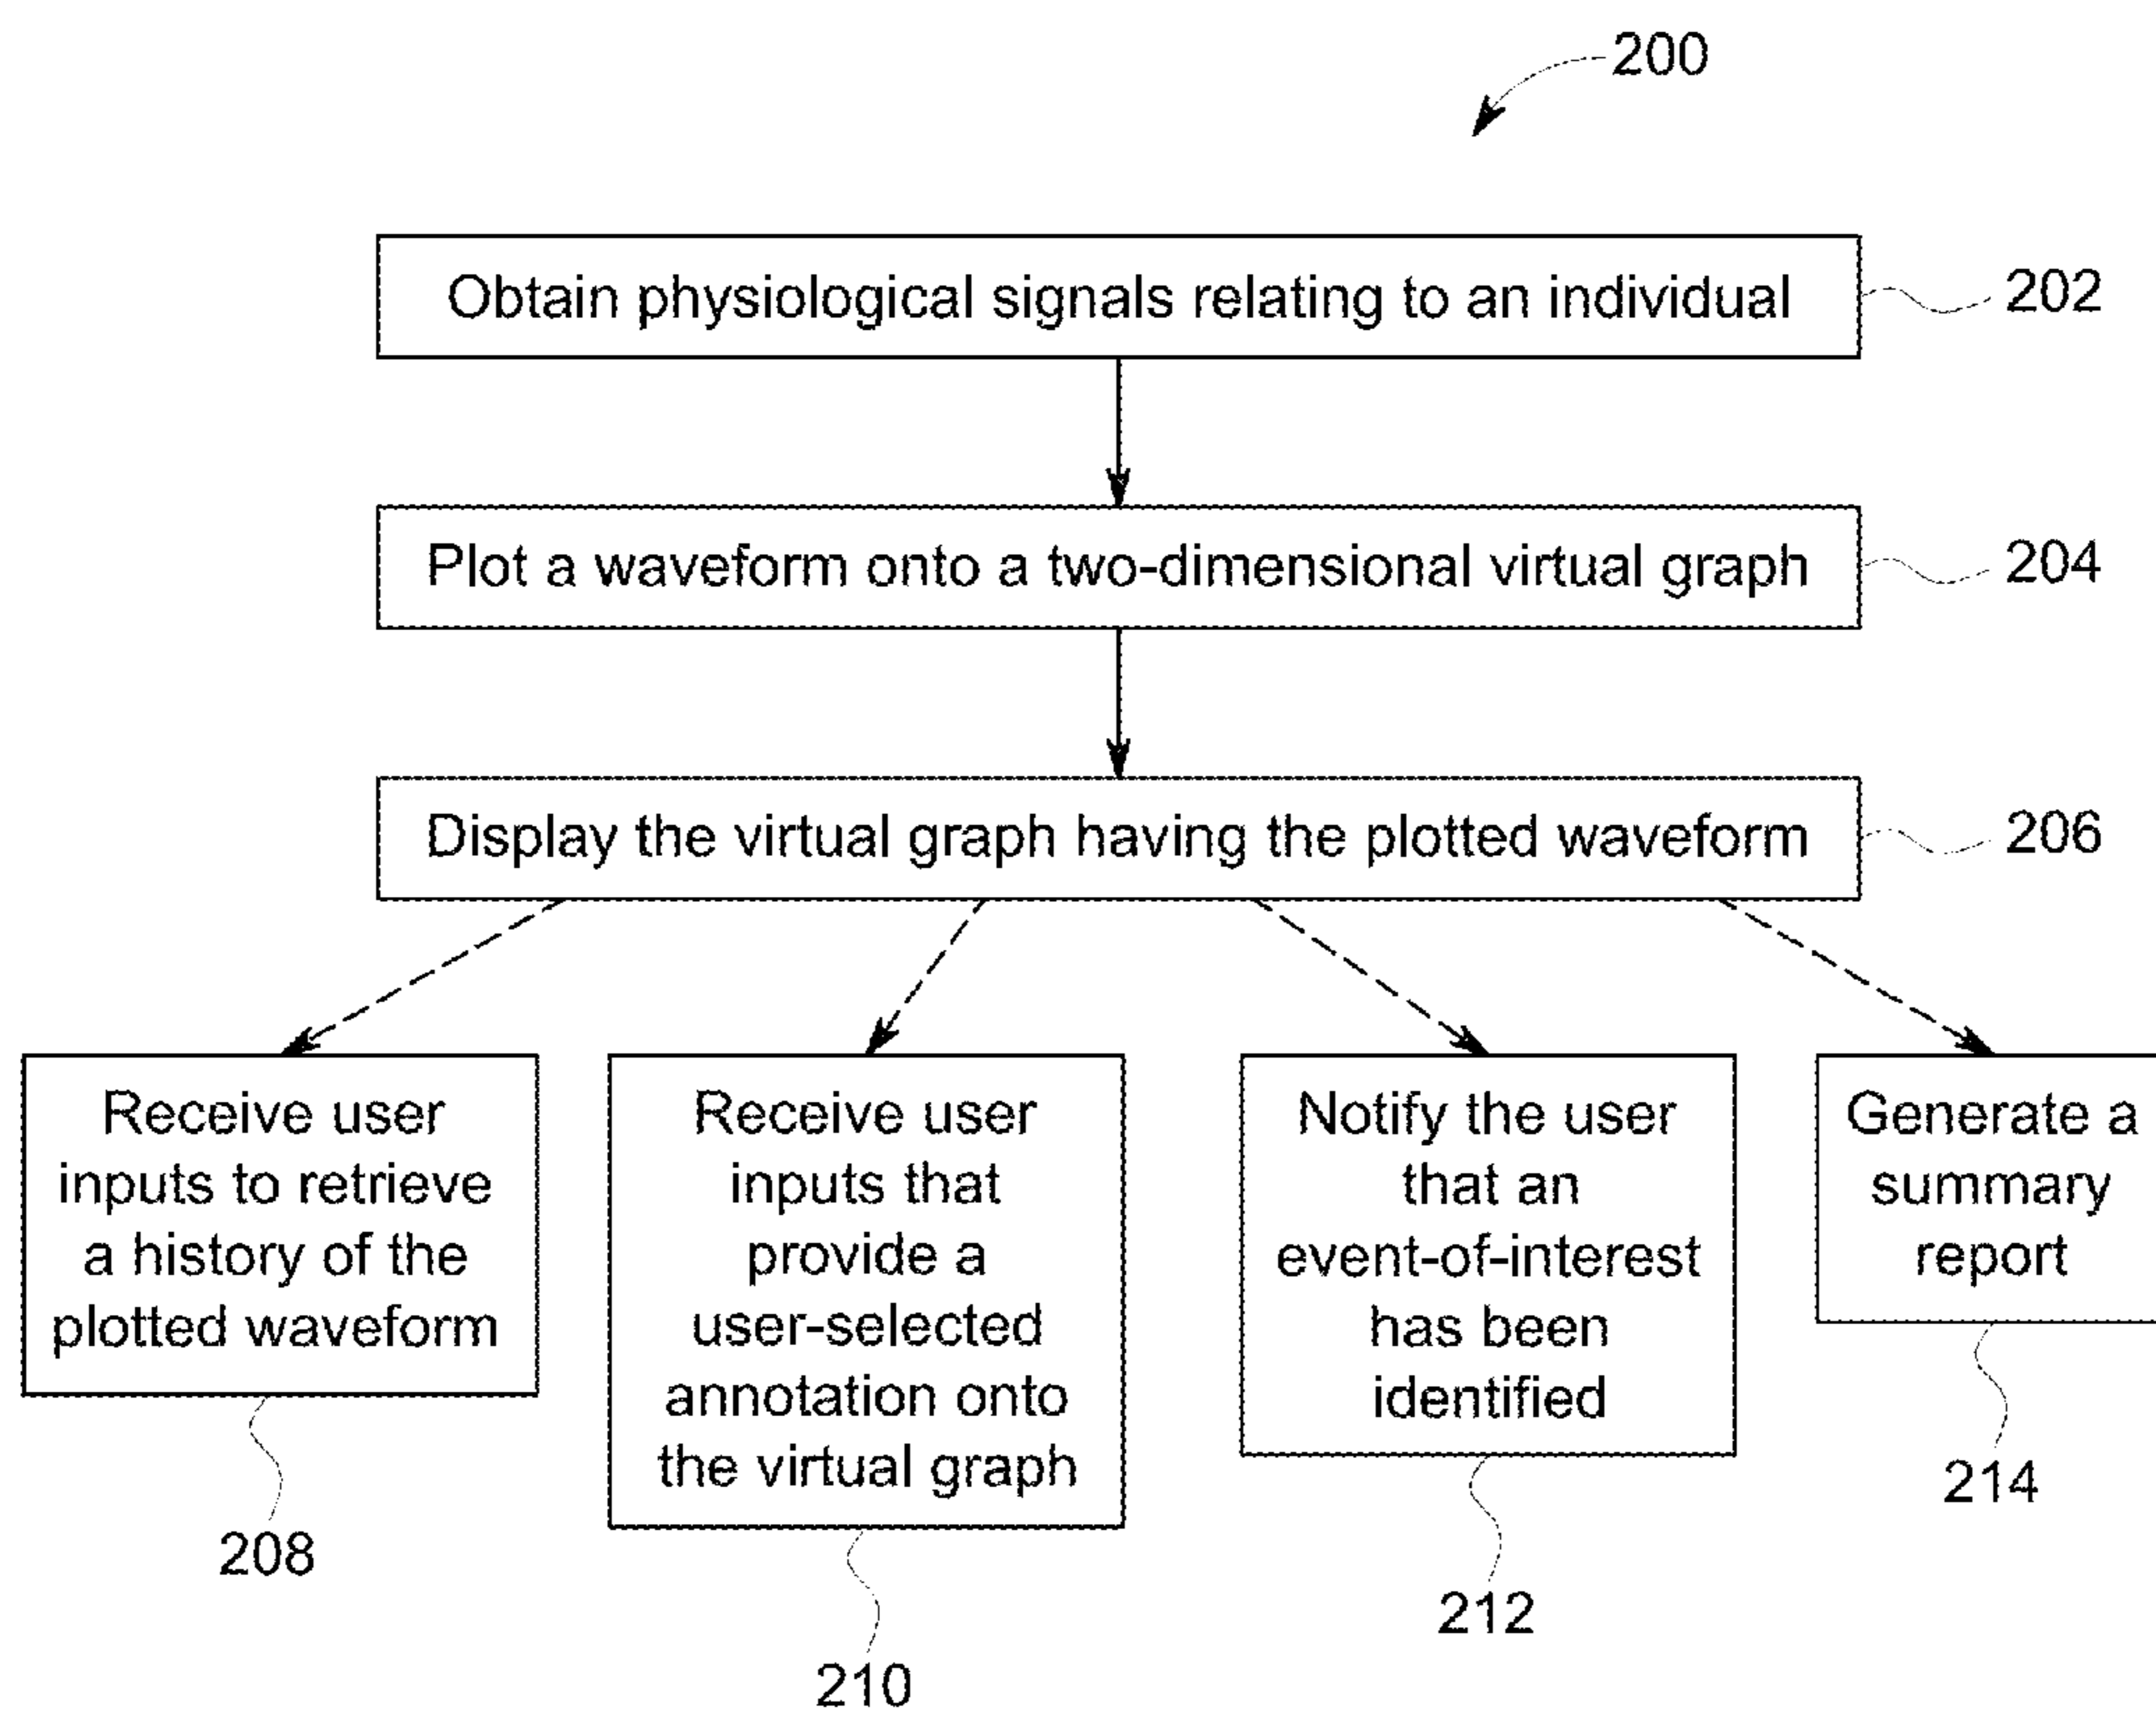 200
Obtain physiological signals relating to an individual
202
Plot a waveform onto a two-dimensional virtual graph
204
Display the virtual graph having the plotted waveform
206
Receive user
inputs to retrieve
a history of the
plotted waveform
208
Receive user
inputs that
provide a
user-selected
annotation onto
the virtual graph
210
Notify the user
that an
event-of-interest
has been
identified
212
Generate a
summary
report
214